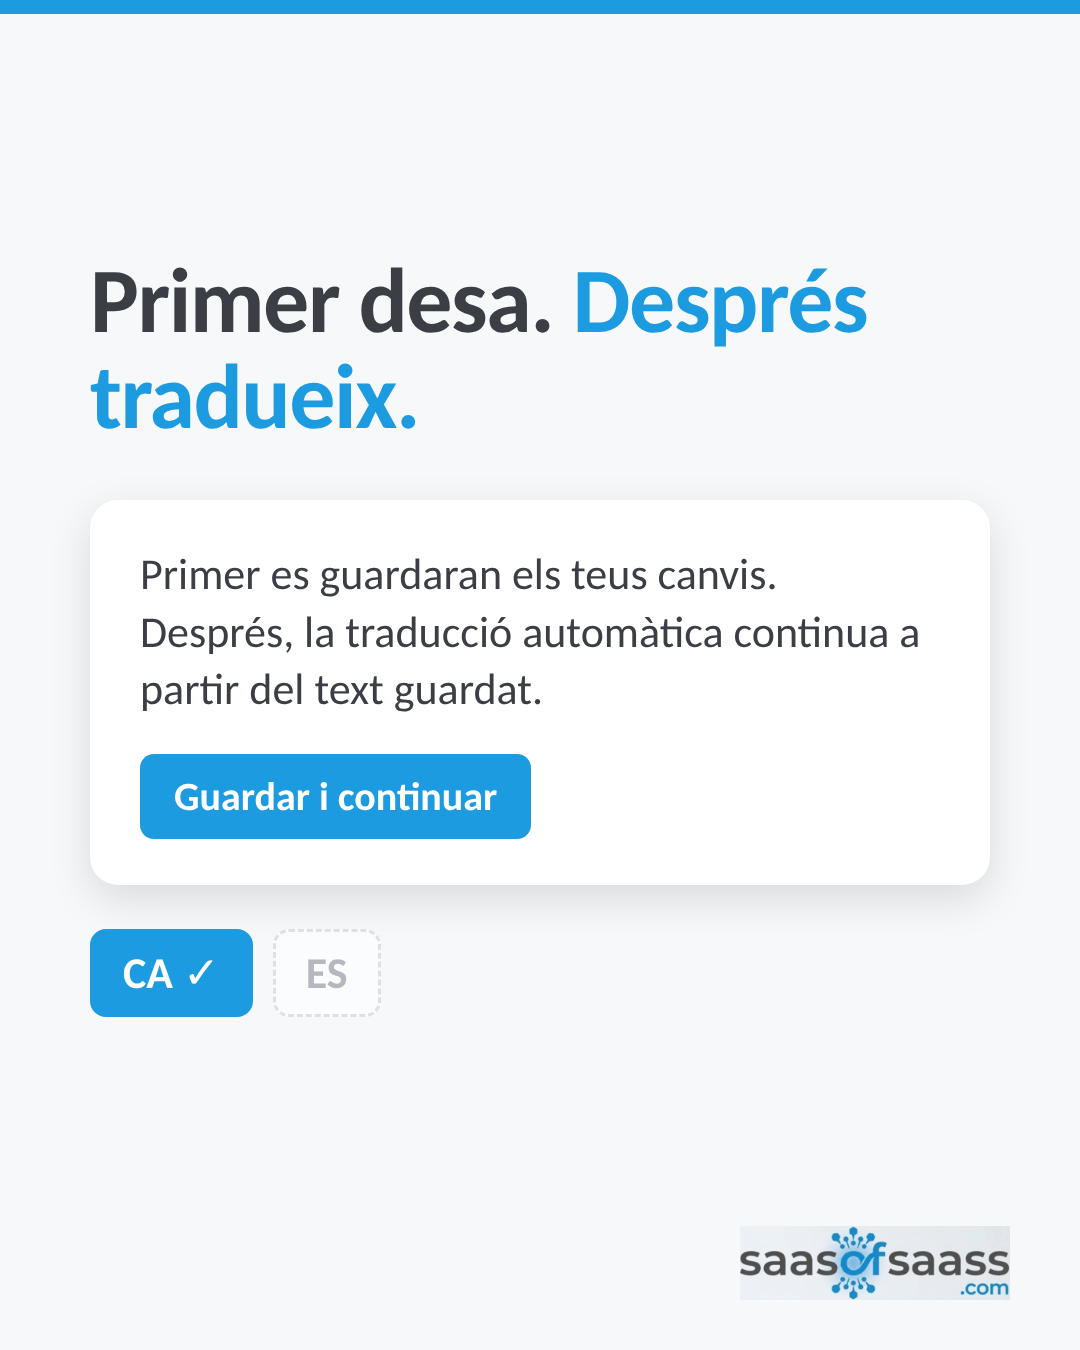 Primer desa. Després
tradueix.
Primer es guardaran els teus canvis.
Després, la traducció automàtica continua a
partir del text guardat.
Guardar i continuar
CA ✓
ES
saasofsaass
.com